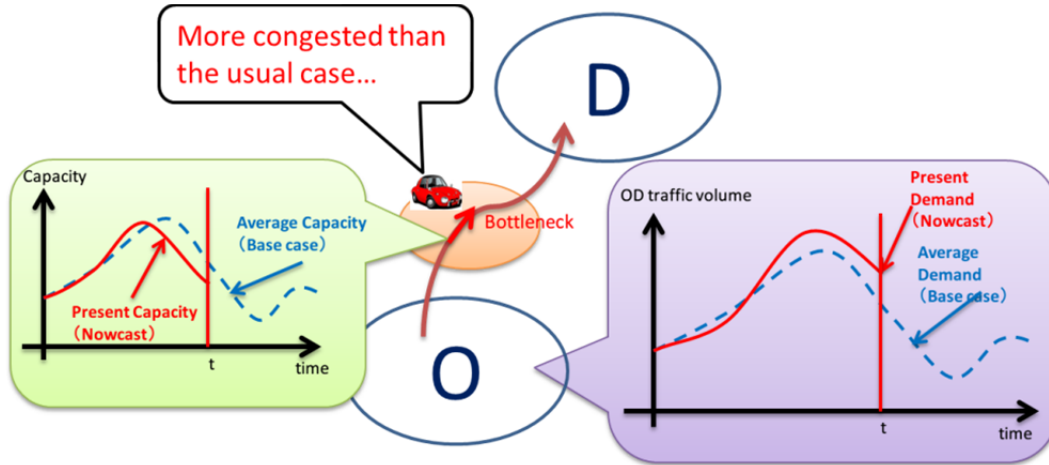 More congested than
the usual case…
D
Capacity
Average Capacity
（Base case）
Present Capacity
（Nowcast）
t
time
Bottleneck
O
OD traffic volume
Present
Demand
（Nowcast）
Average
Demand
（Base case）
t
time